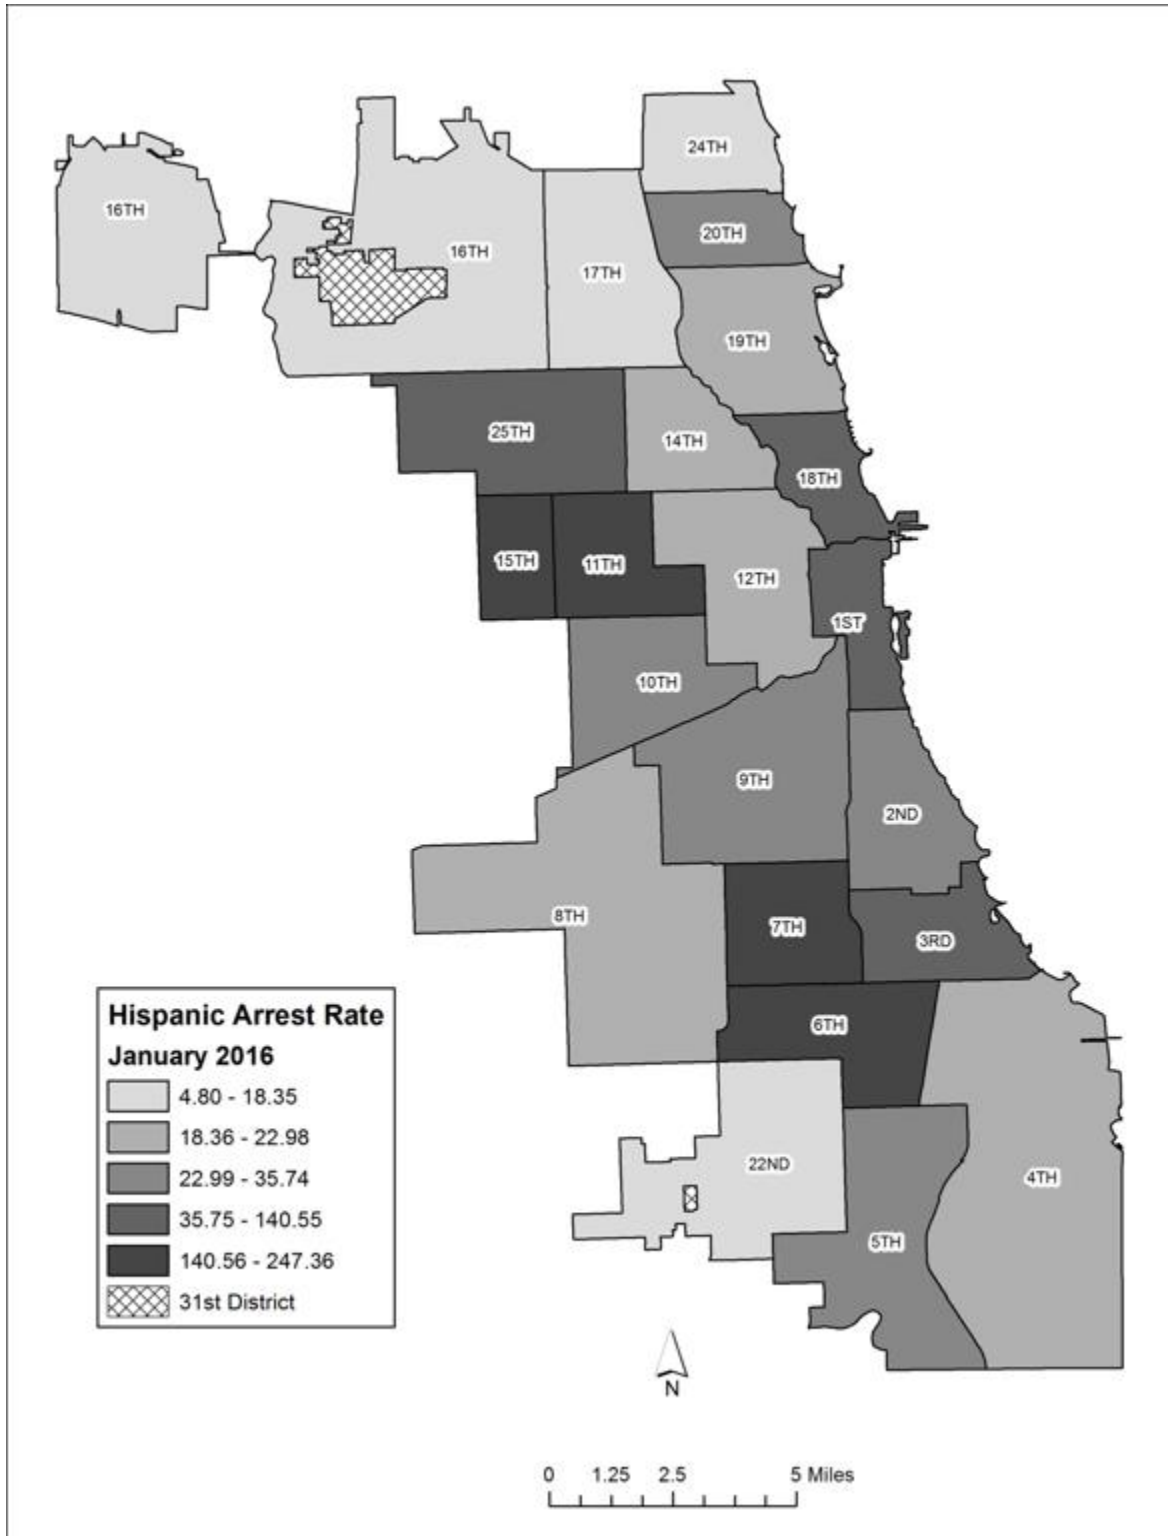 24TH
16TH
20TH
16TH
17TH
19TH
25TH
14TH
18TH
15TH
11TH
12TH
1ST
10TH
9TH
2ND
8TH
7TH
3RD
6TH
22ND
4TH
5TH
Hispanic Arrest Rate
January 2016
4.80 - 18.35
18.36 - 22.98
22.99 - 35.74
35.75 - 140.55
140.56 - 247.36
31st District
N
0 1.25 2.5 5 Miles